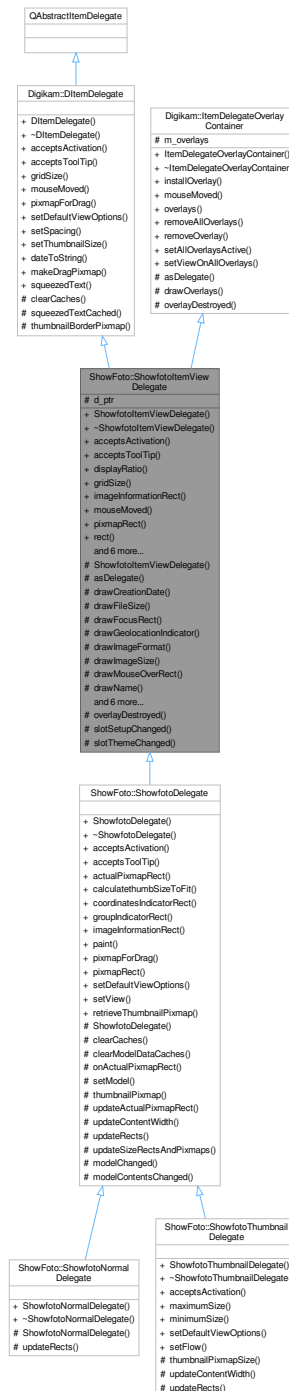 QAbstractItemDelegate
Digikam::DItemDelegate
+ DItemDelegate()
+ ~DItemDelegate()
+ acceptsActivation()
+ acceptsToolTip()
+ gridSize()
+ mouseMoved()
+ pixmapForDrag()
+ setDefaultViewOptions()
+ setSpacing()
+ setThumbnailSize()
+ dateToString()
+ makeDragPixmap()
+ squeezedText()
# clearCaches()
# squeezedTextCached()
# thumbnailBorderPixmap()
Digikam::ItemDelegateOverlay
Container
# m_overlays
+ ItemDelegateOverlayContainer()
+ ~ItemDelegateOverlayContainer
+ installOverlay()
+ mouseMoved()
+ overlays()
+ removeAllOverlays()
+ removeOverlay()
+ setAllOverlaysActive()
+ setViewOnAllOverlays()
# asDelegate()
# drawOverlays()
# overlayDestroyed()
ShowFoto::ShowfotoItemView
Delegate
# d_ptr
+ ShowfotoItemViewDelegate()
+ ~ShowfotoItemViewDelegate()
+ acceptsActivation()
+ acceptsToolTip()
+ displayRatio()
+ gridSize()
+ imageInformationRect()
+ mouseMoved()
+ pixmapRect()
+ rect()
and 6 more...
# ShowfotoItemViewDelegate()
# asDelegate()
# drawCreationDate()
# drawFileSize()
# drawFocusRect()
# drawGeolocationIndicator()
# drawImageFormat()
# drawImageSize()
# drawMouseOverRect()
# drawName()
and 6 more...
# overlayDestroyed()
# slotSetupChanged()
# slotThemeChanged()
ShowFoto::ShowfotoDelegate
+ ShowfotoDelegate()
+ ~ShowfotoDelegate()
+ acceptsActivation()
+ acceptsToolTip()
+ actualPixmapRect()
+ calculatethumbSizeToFit()
+ coordinatesIndicatorRect()
+ groupIndicatorRect()
+ imageInformationRect()
+ paint()
+ pixmapForDrag()
+ pixmapRect()
+ setDefaultViewOptions()
+ setView()
+ retrieveThumbnailPixmap()
# ShowfotoDelegate()
# clearCaches()
# clearModelDataCaches()
# onActualPixmapRect()
# setModel()
# thumbnailPixmap()
# updateActualPixmapRect()
# updateContentWidth()
# updateRects()
# updateSizeRectsAndPixmaps()
# modelChanged()
# modelContentsChanged()
ShowFoto::ShowfotoNormal
Delegate
+ ShowfotoNormalDelegate()
+ ~ShowfotoNormalDelegate()
# ShowfotoNormalDelegate()
# updateRects()
ShowFoto::ShowfotoThumbnail
Delegate
+ ShowfotoThumbnailDelegate()
+ ~ShowfotoThumbnailDelegate
+ acceptsActivation()
+ maximumSize()
+ minimumSize()
+ setDefaultViewOptions()
+ setFlow()
# thumbnailPixmapSize()
# updateContentWidth()
# updateRects()